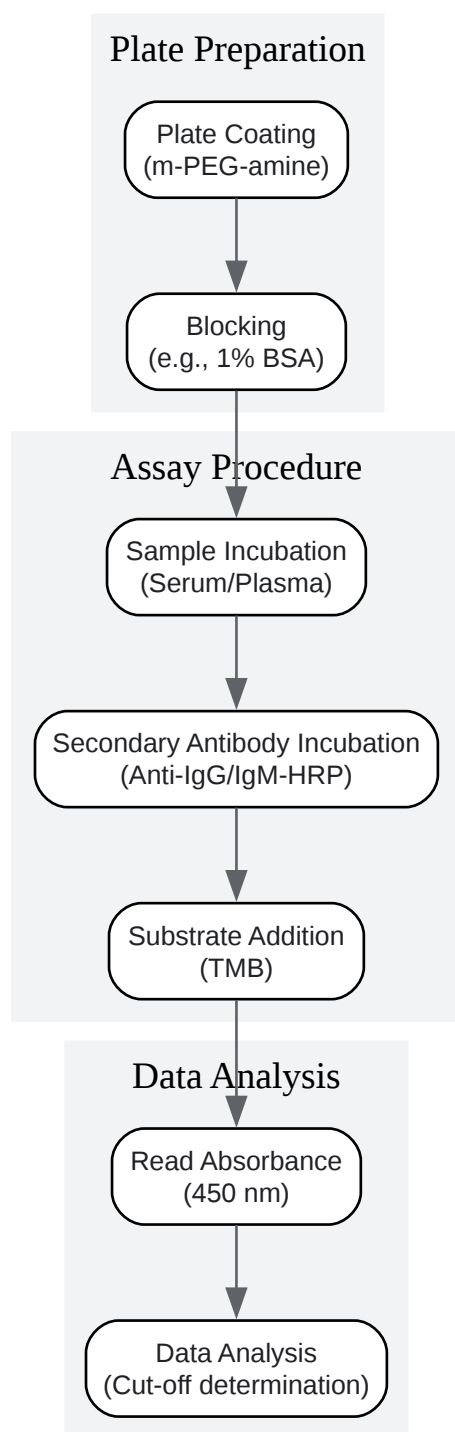 Plate Preparation
Plate Coating
(m-PEG-amine)
Blocking
(e.g., 1% BSA)
Assay Procedure
Sample Incubation
(Serum/Plasma)
Secondary Antibody Incubation
(Anti-IgG/IgM-HRP)
Substrate Addition
(TMB)
Data Analysis
Read Absorbance
(450 nm)
Data Analysis
(Cut-off determination)